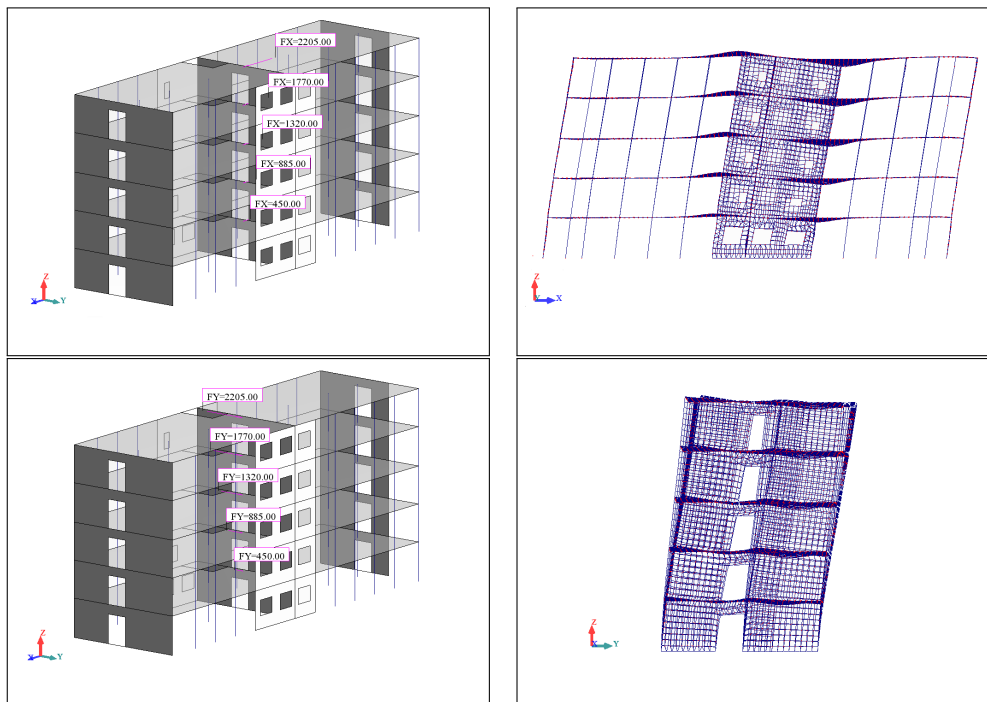 FX=2205.00
FX=1770.00
FX=1320.00
FX=885.00
FX=450.00
Z
X
Y
Z
Y
X
FY=2205.00
FY=1770.00
FY=1320.00
FY=885.00
FY=450.00
Z
X
Y
Z
X
Y